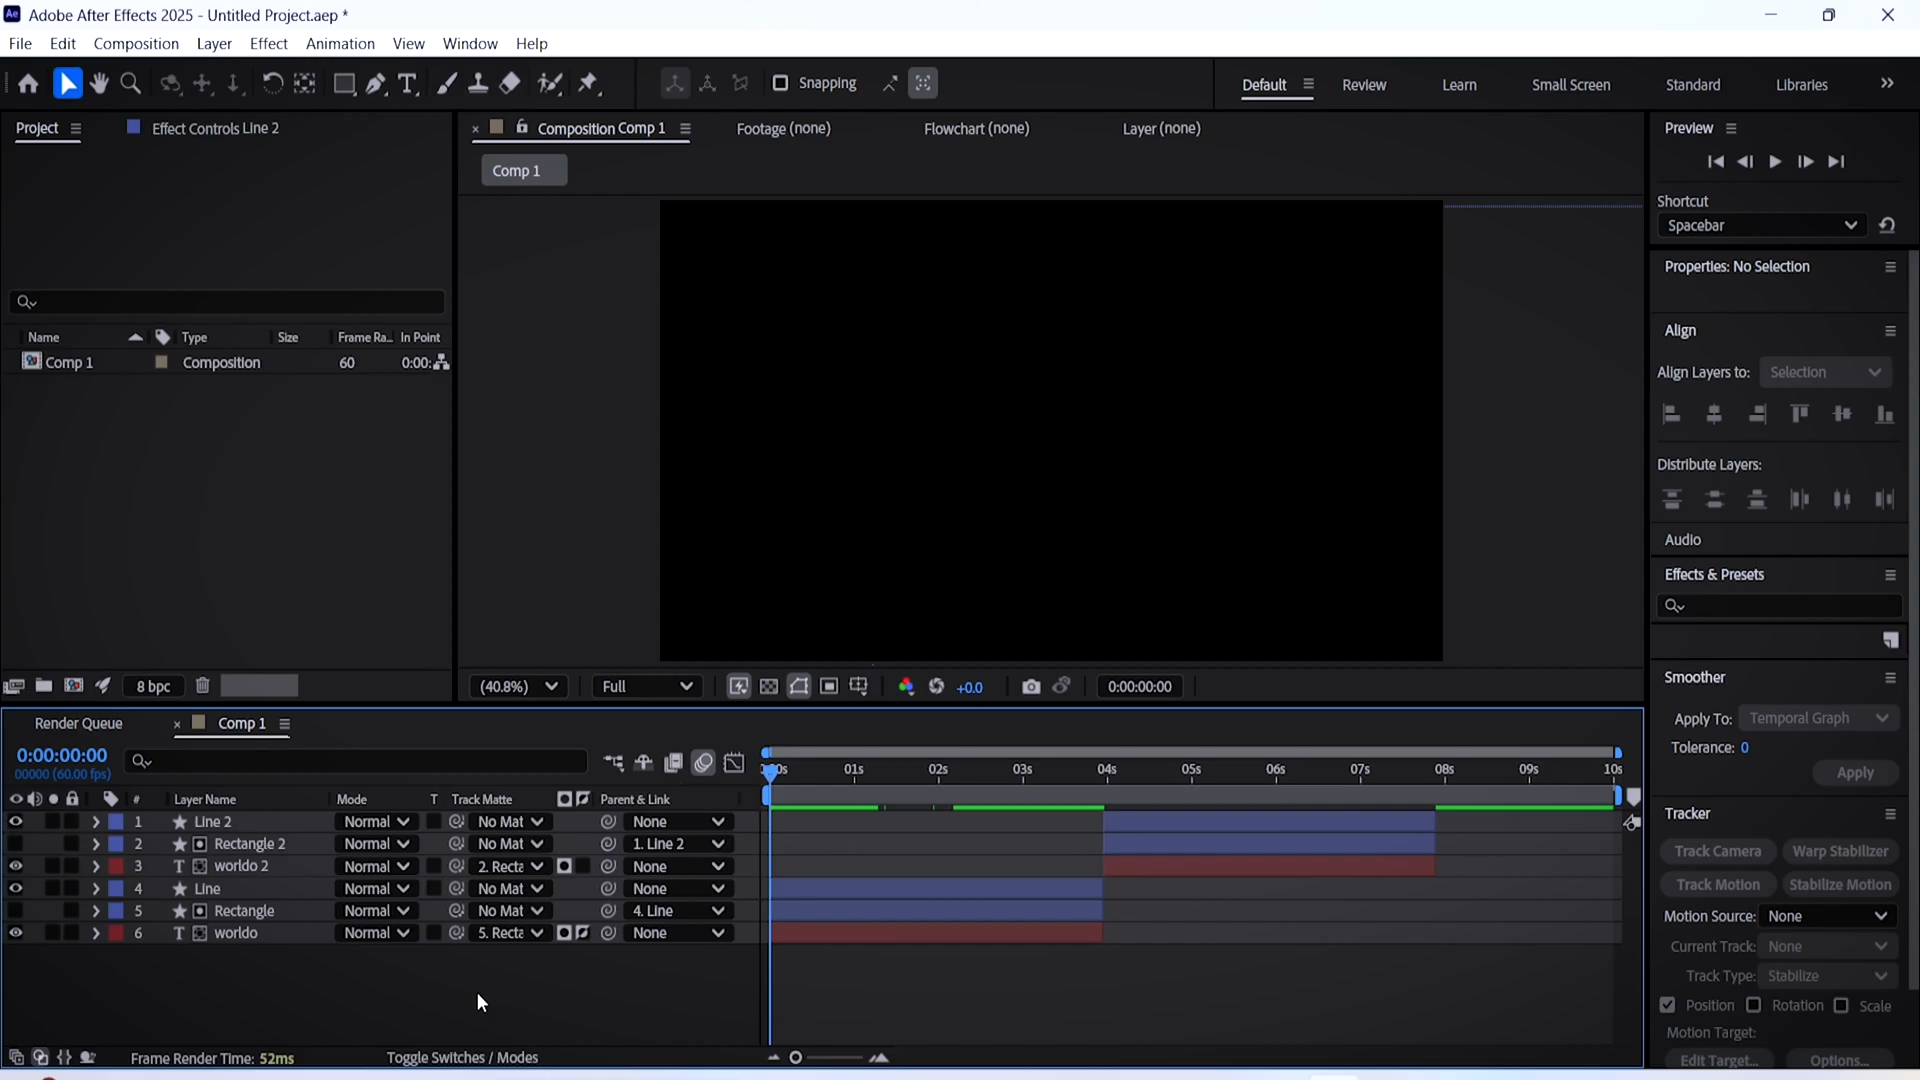 Adobe After Effects 2025 - Untitled Project.aep *
File Edit Composition Layer Effect Animation View Window Help
Snapping
Default Review Learn Small Screen Standard Libraries
Project Effect Controls Line 2
Composition Comp 1 Footage (none) Flowchart (none) Layer (none)
Comp 1
Name Type Size Frame Ra... In Point
Comp 1 Composition 60 0:00:
8 bpc
(40.8%) Full +0.0 0:00:00:00
Preview
Shortcut
Spacebar
Properties: No Selection
Align
Align Layers to: Selection
Distribute Layers:
Audio
Effects & Presets
Smoother
Apply To: Temporal Graph
Tolerance: 0
Apply
Tracker
Track Camera Warp Stabilizer
Track Motion Stabilize Motion
Motion Source: None
Current Track: None
Track Type: Stabilize
Position Rotation Scale
Motion Target:
Edit Target... Options...
Render Queue Comp 1
0:00:00:00
00000 (60.00 fps)
01s 02s 03s 04s 05s 06s 07s 08s 09s 10s
# Layer Name Mode T Track Matte Parent & Link
1 Line 2 Normal No Mat None
2 Rectangle 2 Normal No Mat 1. Line 2
3 T worldo 2 Normal 2. Recta None
4 Line Normal No Mat None
5 Rectangle Normal No Mat 4. Line
6 T worldo Normal 5. Recta None
Frame Render Time: 52ms Toggle Switches / Modes